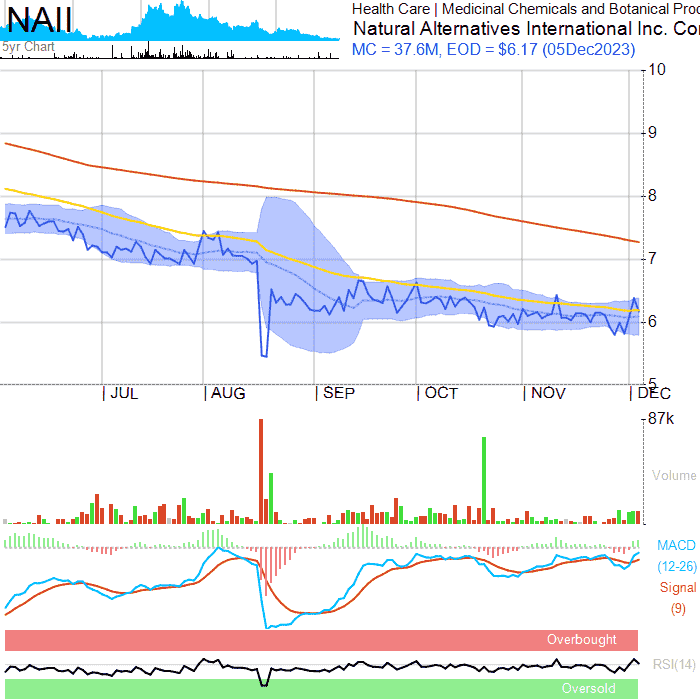 NAII
5yr Chart
Health Care | Medicinal Chemicals and Botanical Proc
Natural Alternatives International Inc. Cor
MC = 37.6M, EOD = $6.17 (05Dec2023)
10
9
8
7
6
5
JUL AUG SEP OCT NOV DEC
87k
Volume
MACD
(12-26)
Signal
(9)
Overbought
RSI(14)
Oversold